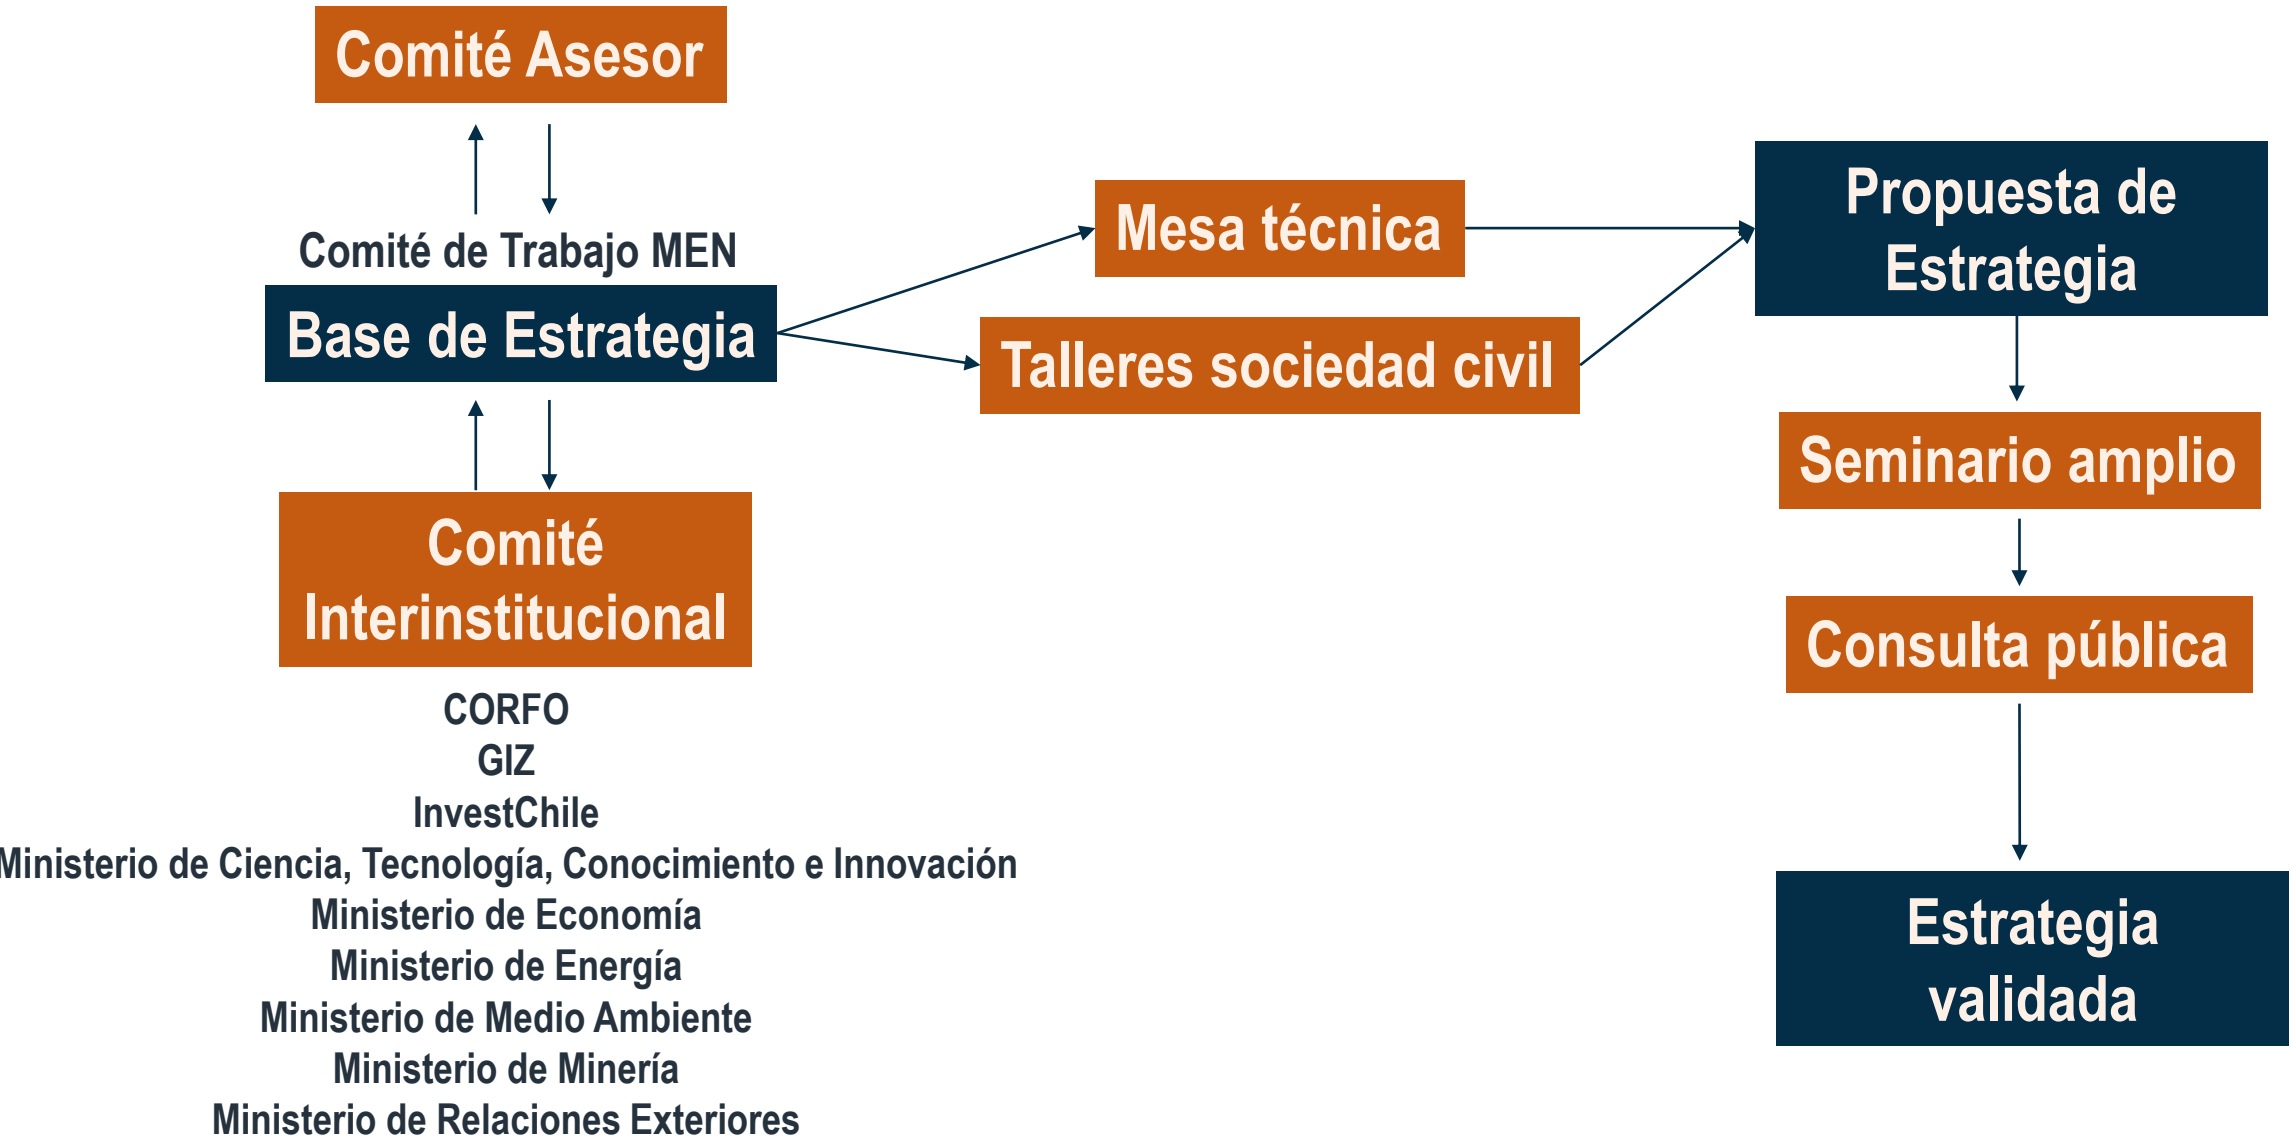 Comité Asesor
Comité de Trabajo MEN
Base de Estrategia
Comité
Interinstitucional
CORFO
GIZ
InvestChile
Ministerio de Ciencia, Tecnología, Conocimiento e Innovación
Ministerio de Economía
Ministerio de Energía
Ministerio de Medio Ambiente
Ministerio de Minería
Ministerio de Relaciones Exteriores
Mesa técnica
Talleres sociedad civil
Propuesta de
Estrategia
Seminario amplio
Consulta pública
Estrategia
validada